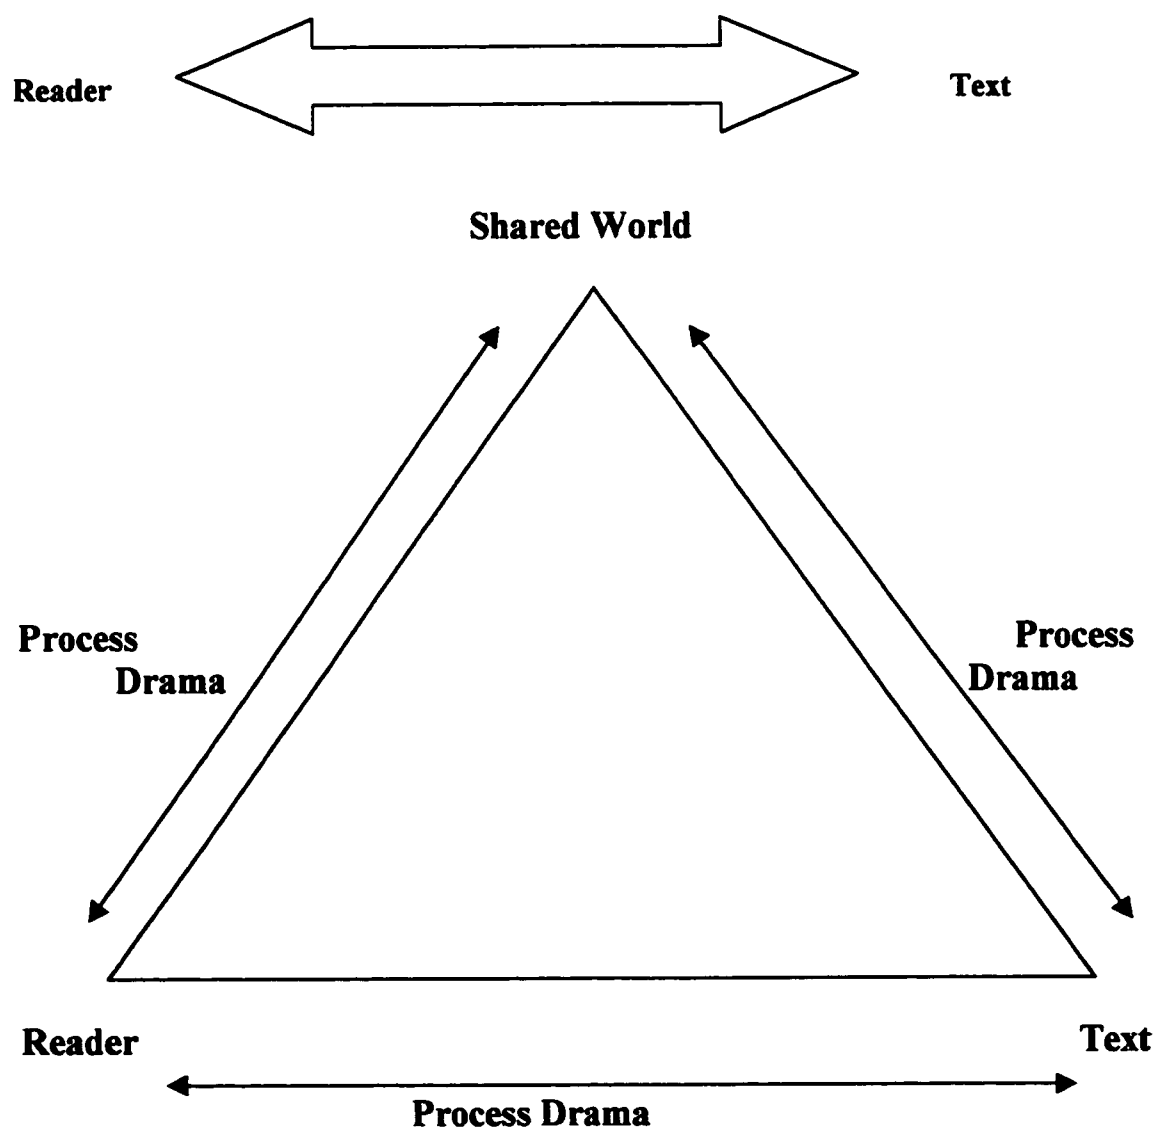 Reader
Text
Shared World
Process
Drama
Process
Drama
Reader
Text
Process Drama